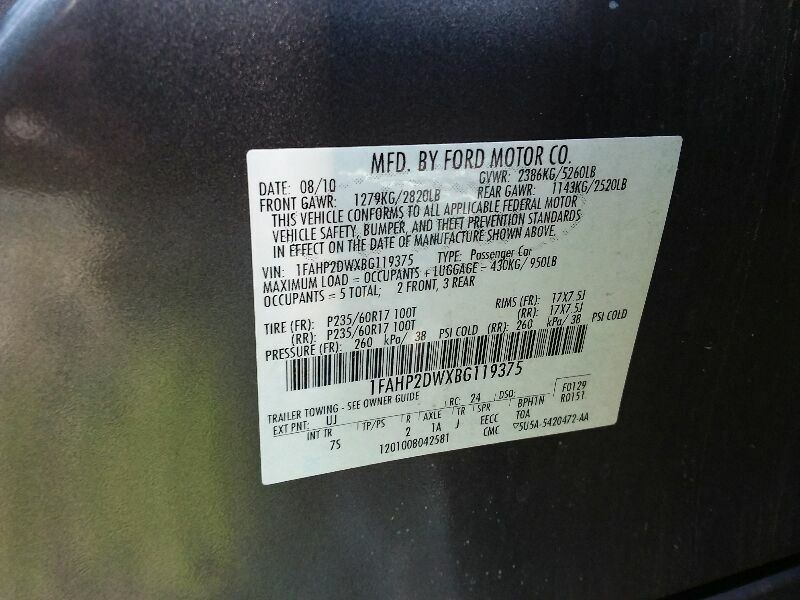 MFD. BY FORD MOTOR CO.
DATE: 08/10 GVWR: 2386KG/5260LB
FRONT GAWR: 1279KG/2820LB REAR GAWR: 1143KG/2520LB
THIS VEHICLE CONFORMS TO ALL APPLICABLE FEDERAL MOTOR
VEHICLE SAFETY, BUMPER, AND THEFT PREVENTION STANDARDS
IN EFFECT ON THE DATE OF MANUFACTURE SHOWN ABOVE.
VIN: 1FAHP2DWXBG119375 TYPE: Passenger Car
MAXIMUM LOAD = OCCUPANTS + LUGGAGE = 430KG/ 950LB
OCCUPANTS = 5 TOTAL; 2 FRONT, 3 REAR
TIRE (FR): P235/60R17 100T RIMS (FR): 17X7.5J
(RR): P235/60R17 100T (RR): 17X7.5J
PRESSURE (FR): 260 kPa/ 38 PSI COLD (RR): 260 kPa/ 38 PSI COLD
1FAHP2DWXBG119375
TRAILER TOWING - SEE OWNER GUIDE
EXT PNT: UJ RC: 24 DSO: F0129
INT TR TP/PS R AXLE TR SPR BPH1N R0151
75 2 1A J FECC TOA
1201008042581 CMC ▽5U5A-5420472-AA